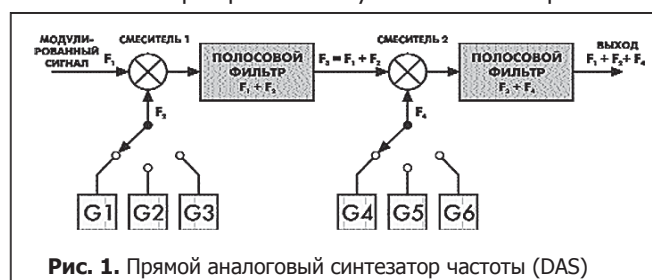 МОДУЛИ-
РОВАННЫЙ
СИГНАЛ
F₁
СМЕСИТЕЛЬ 1
ПОЛОСОВОЙ
ФИЛЬТР
F₁ + F₂
F₃ = F₁ + F₂
СМЕСИТЕЛЬ 2
ПОЛОСОВОЙ
ФИЛЬТР
F₃ + F₄
ВЫХОД
F₁ + F₂ + F₄
F₂
F₄
G1 G2 G3 G4 G5 G6
Рис. 1. Прямой аналоговый синтезатор частоты (DAS)